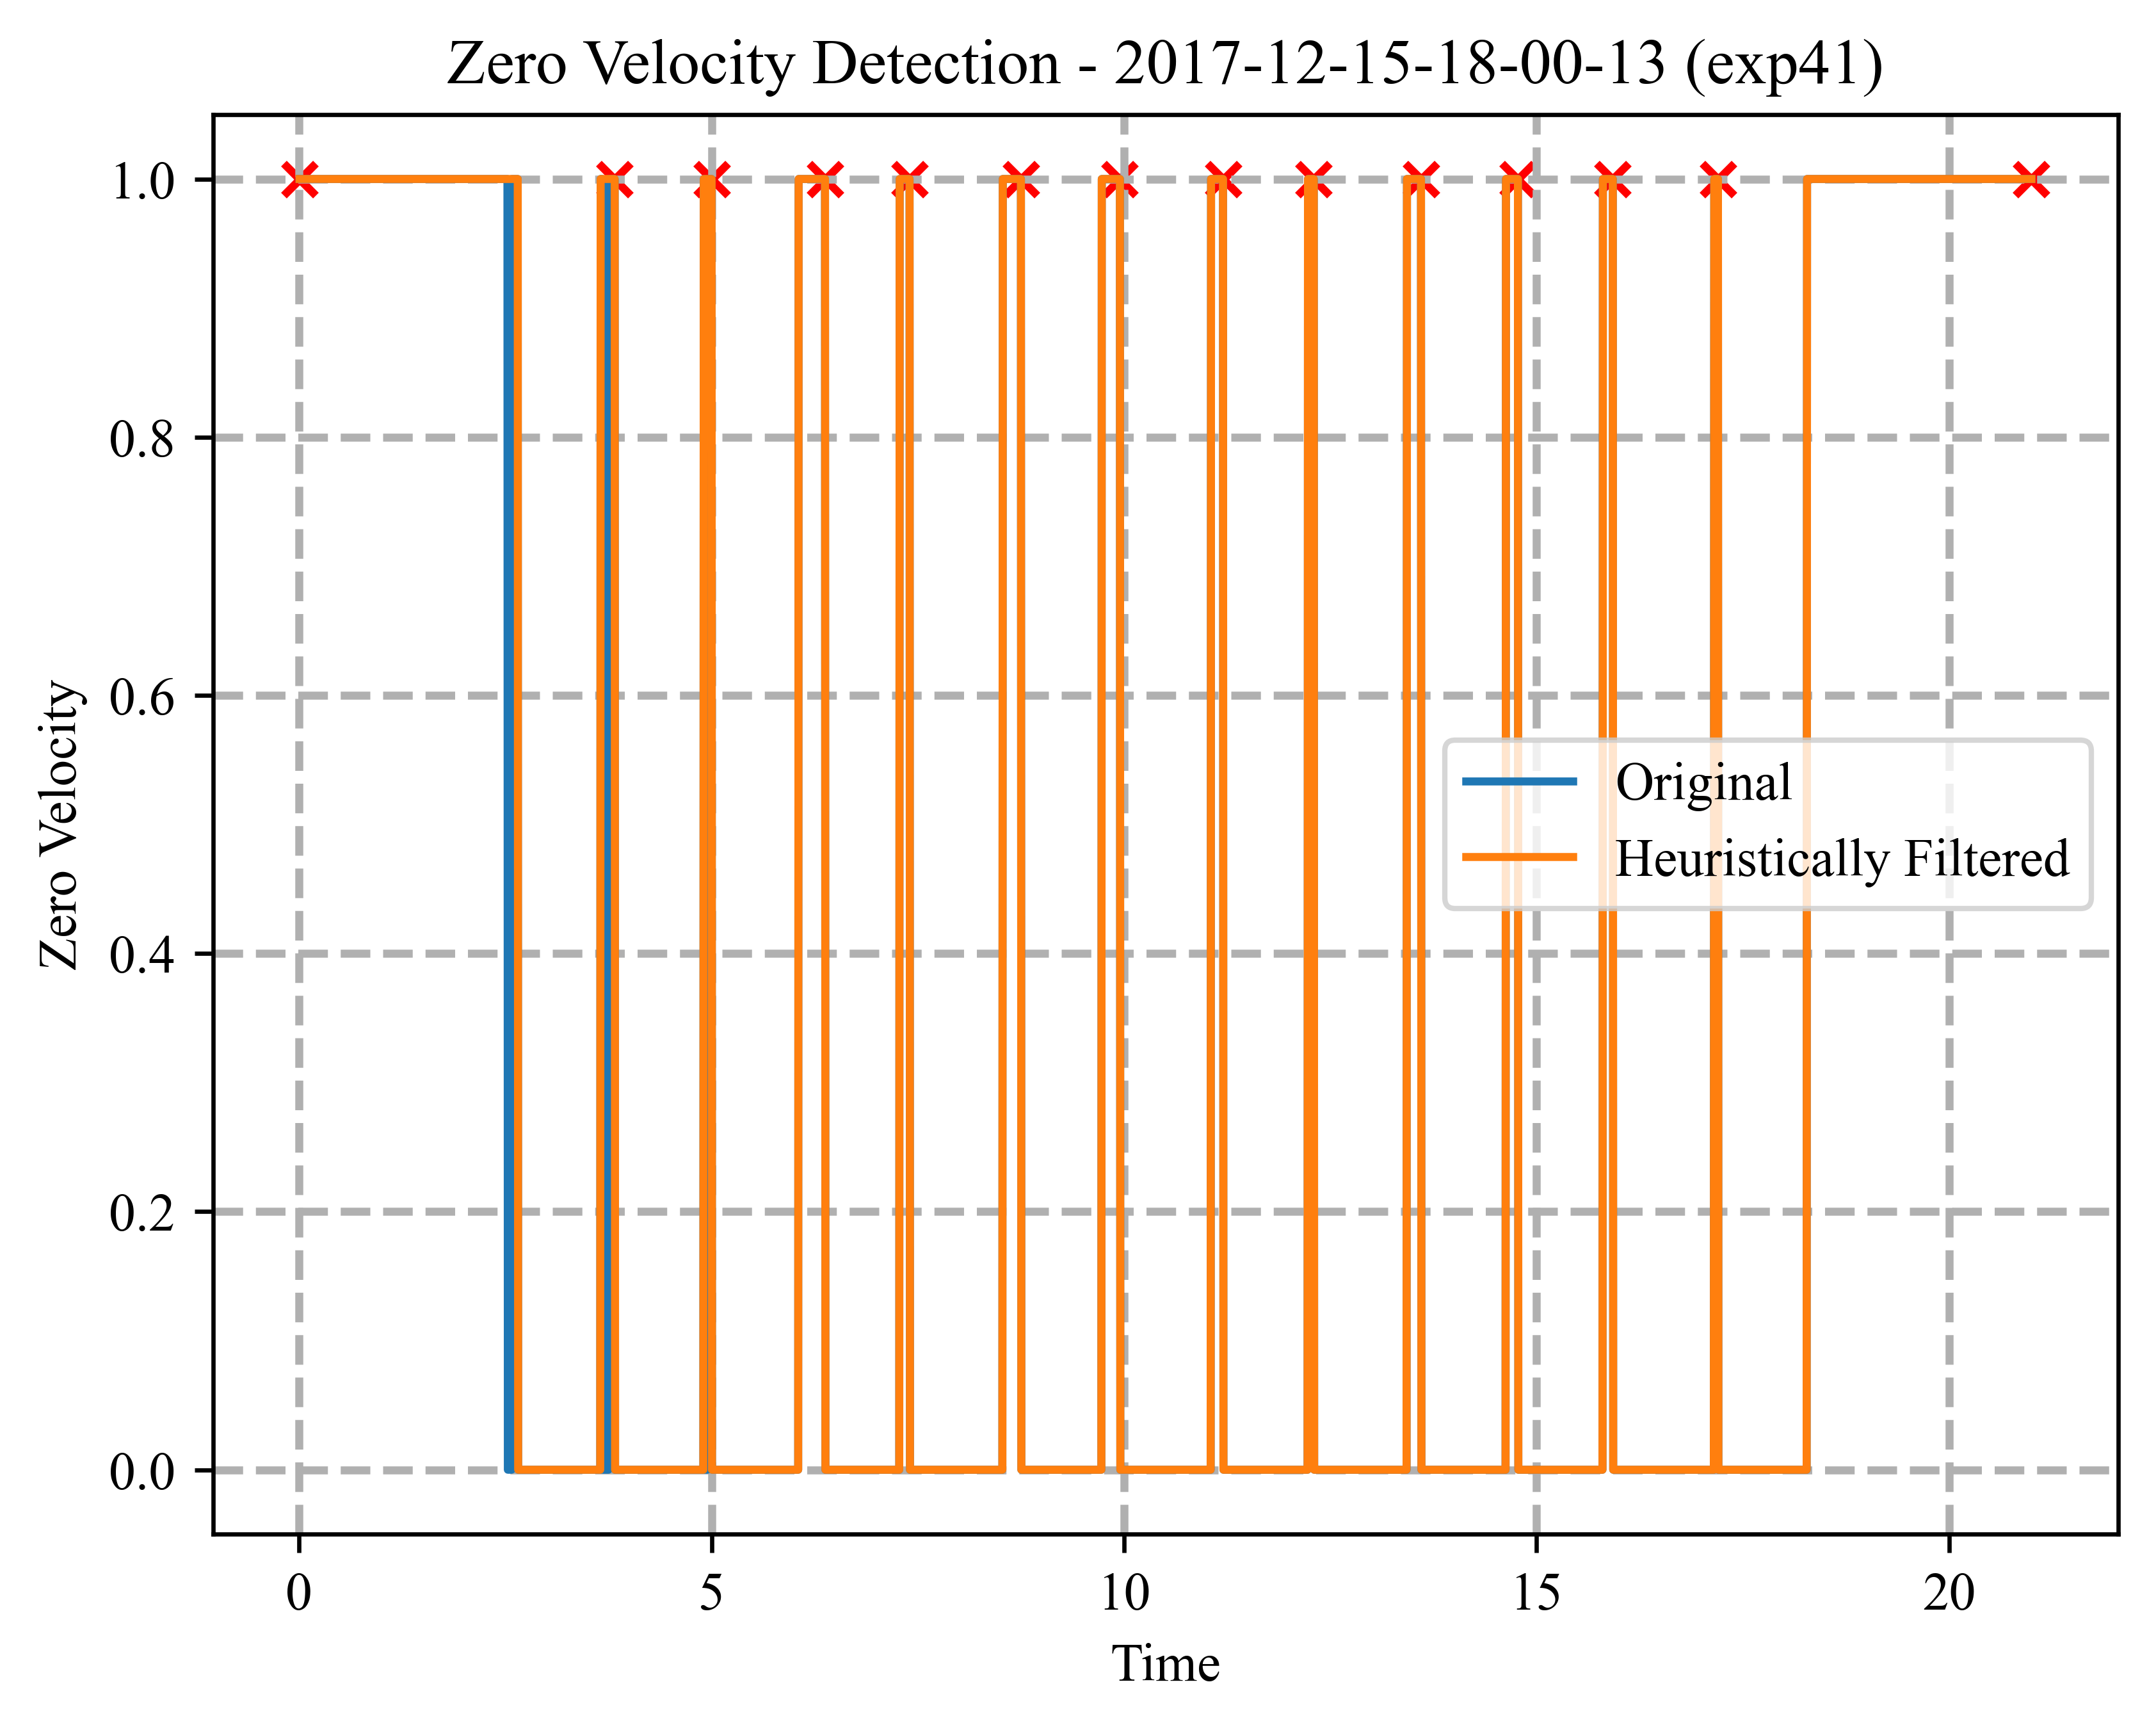 Zero Velocity Detection - 2017-12-15-18-00-13 (exp41)
1.0
0.8
0.6
0.4
0.2
0.0
Zero Velocity
Original
Heuristically Filtered
0 5 10 15 20
Time